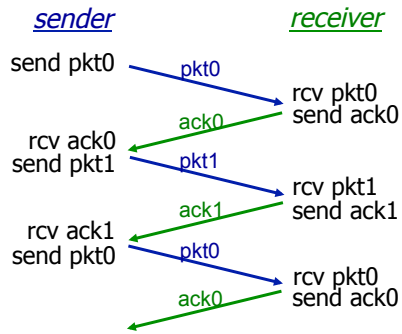 sender
receiver
send pkt0
pkt0
rcv pkt0
send ack0
ack0
rcv ack0
send pkt1
pkt1
rcv pkt1
send ack1
ack1
rcv ack1
send pkt0
pkt0
rcv pkt0
send ack0
ack0